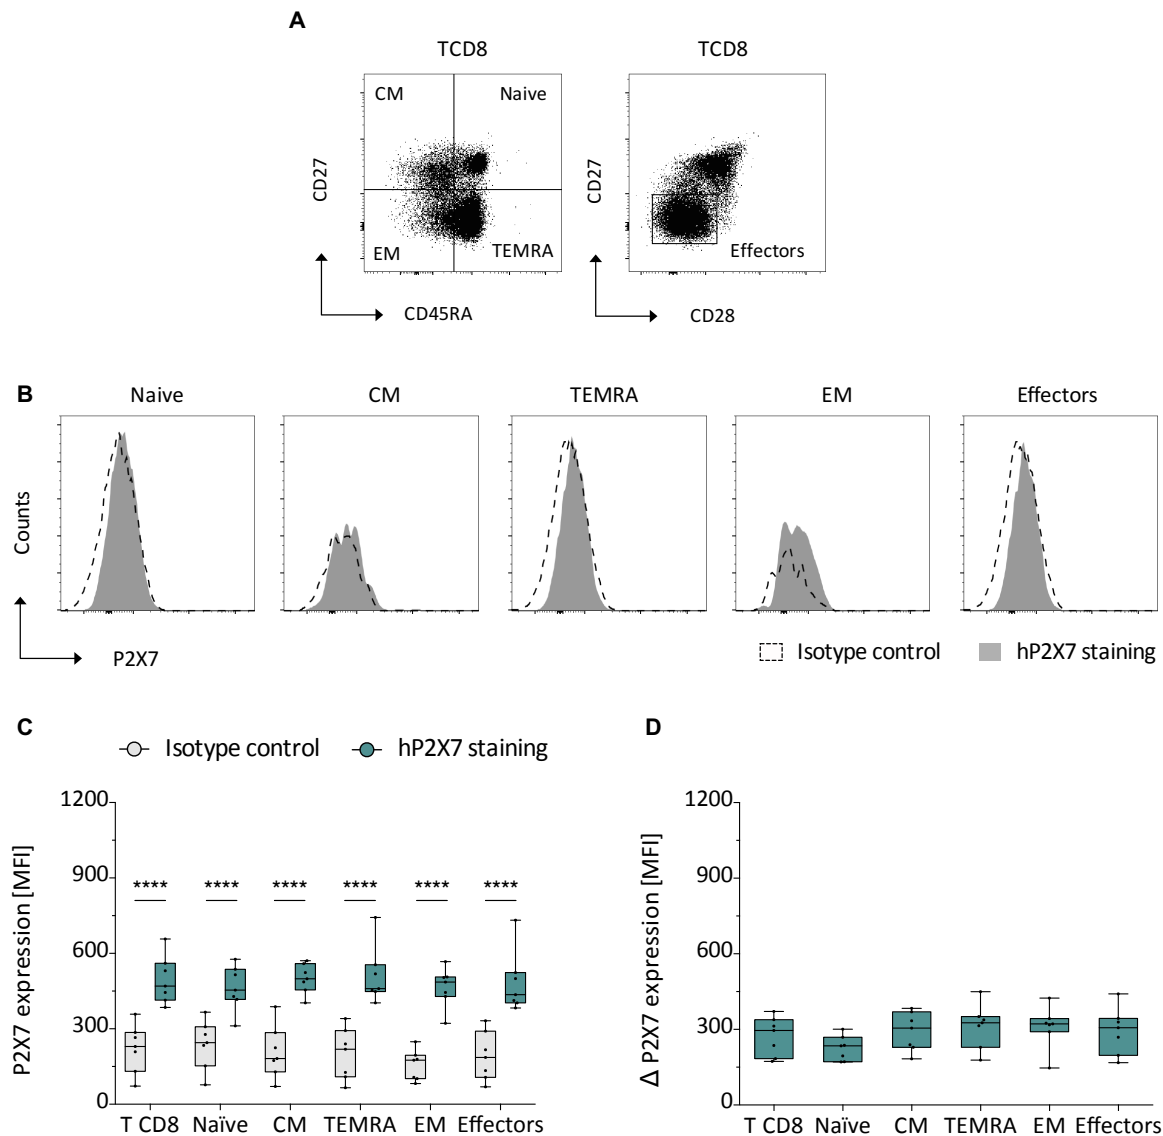 A
TCD8 TCD8
CM Naive
CD27 CD27
EM TEMRA Effectors
CD45RA CD28
B Naive CM TEMRA EM Effectors
Counts
P2X7 Isotype control hP2X7 staining
C D
Isotype control hP2X7 staining
P2X7 expression [MFI]
1200
900
600
300
0
**** **** **** **** **** ****
T CD8 Naïve CM TEMRA EM Effectors
Δ P2X7 expression [MFI]
1200
900
600
300
0
T CD8 Naïve CM TEMRA EM Effectors